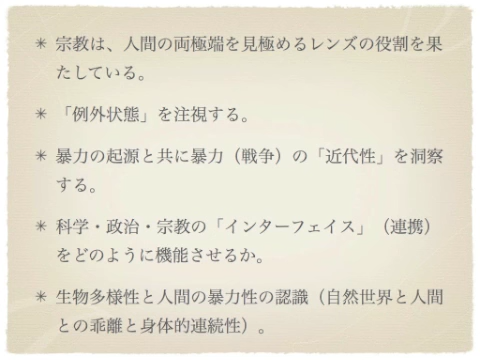 * 宗教は、人間の両極端を見極めるレンズの役割を果
たしている。
* 「例外状態」を注視する。
* 暴力の起源と共に暴力（戦争）の「近代性」を洞察
する。
* 科学・政治・宗教の「インターフェイス」（連携）
をどのように機能させるか。
* 生物多様性と人間の暴力性の認識（自然世界と人間
との乖離と身体的連続性）。